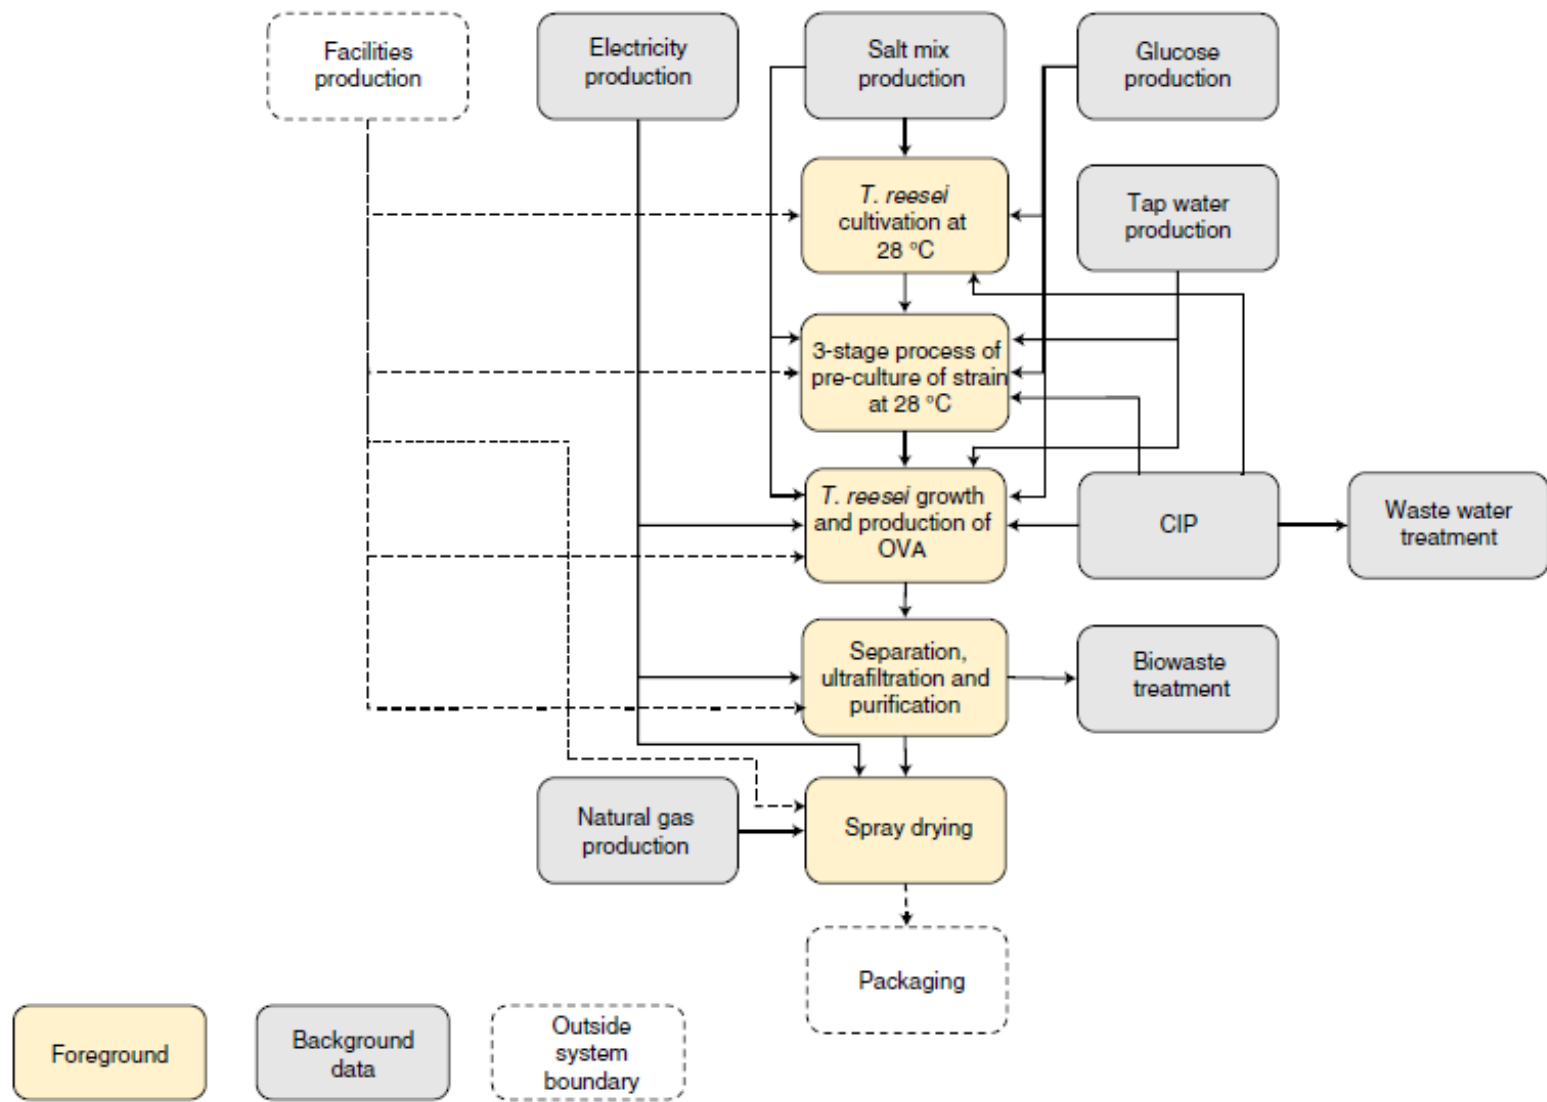 Facilities
production
Electricity
production
Salt mix
production
Glucose
production
T. reesei
cultivation at
28 °C
Tap water
production
3-stage process of
pre-culture of strain
at 28 °C
T. reesei growth
and production of
OVA
CIP
Waste water
treatment
Separation,
ultrafiltration and
purification
Biowaste
treatment
Natural gas
production
Spray drying
Packaging
Foreground
Background
data
Outside
system
boundary